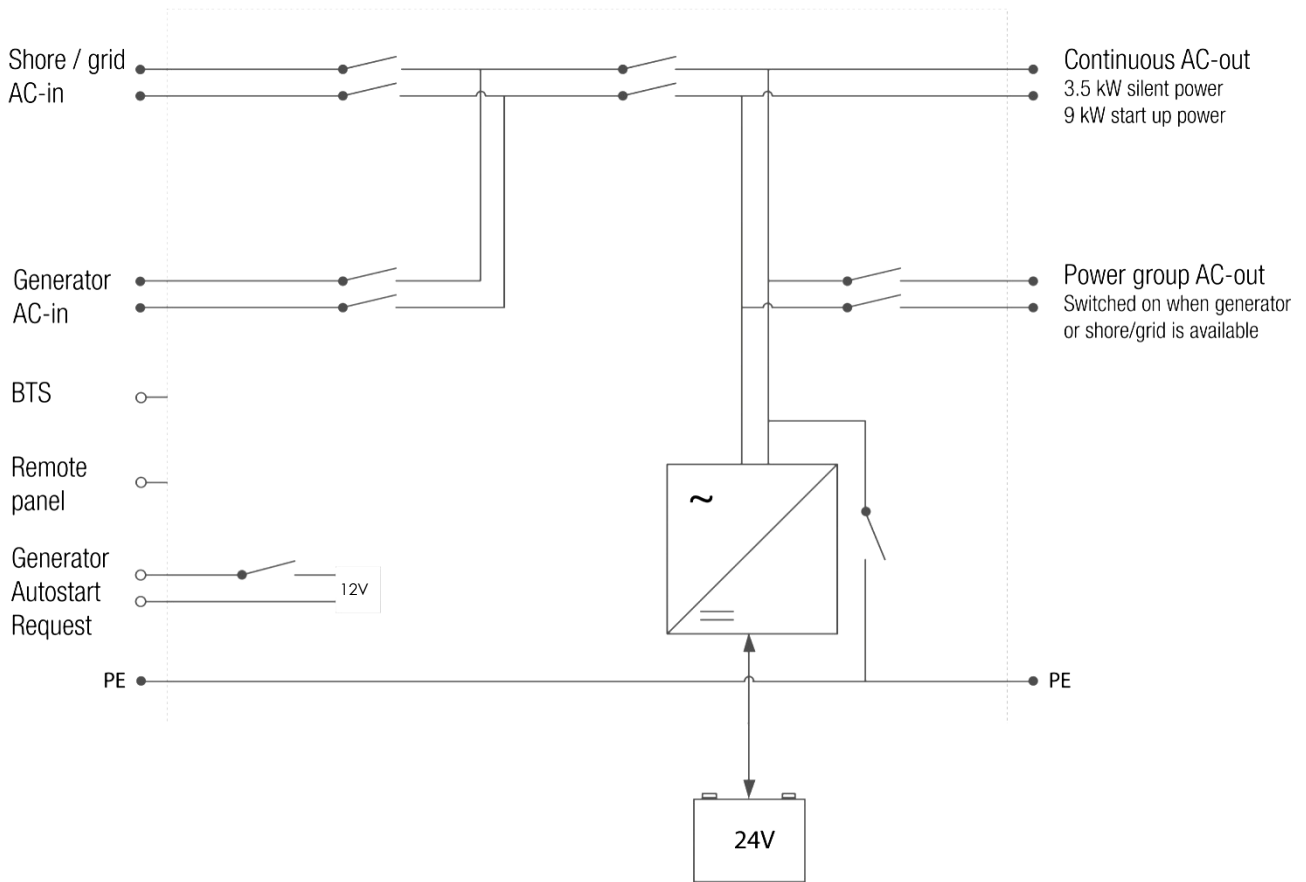 Shore / grid
AC-in
Continuous AC-out
3.5 kW silent power
9 kW start up power
Generator
AC-in
Power group AC-out
Switched on when generator
or shore/grid is available
BTS
Remote
panel
~
Generator
Autostart
Request
12V
PE
PE
24V